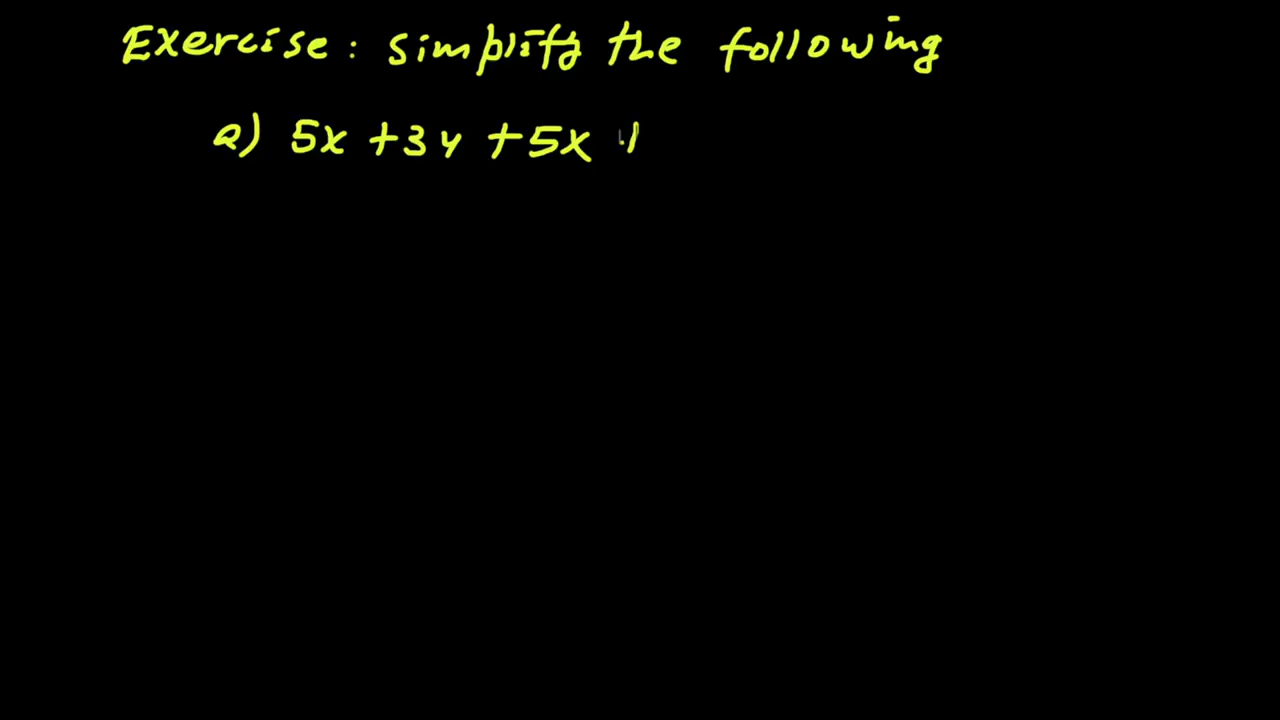 Exercise: simplify the following
a) 5x +3y +5x